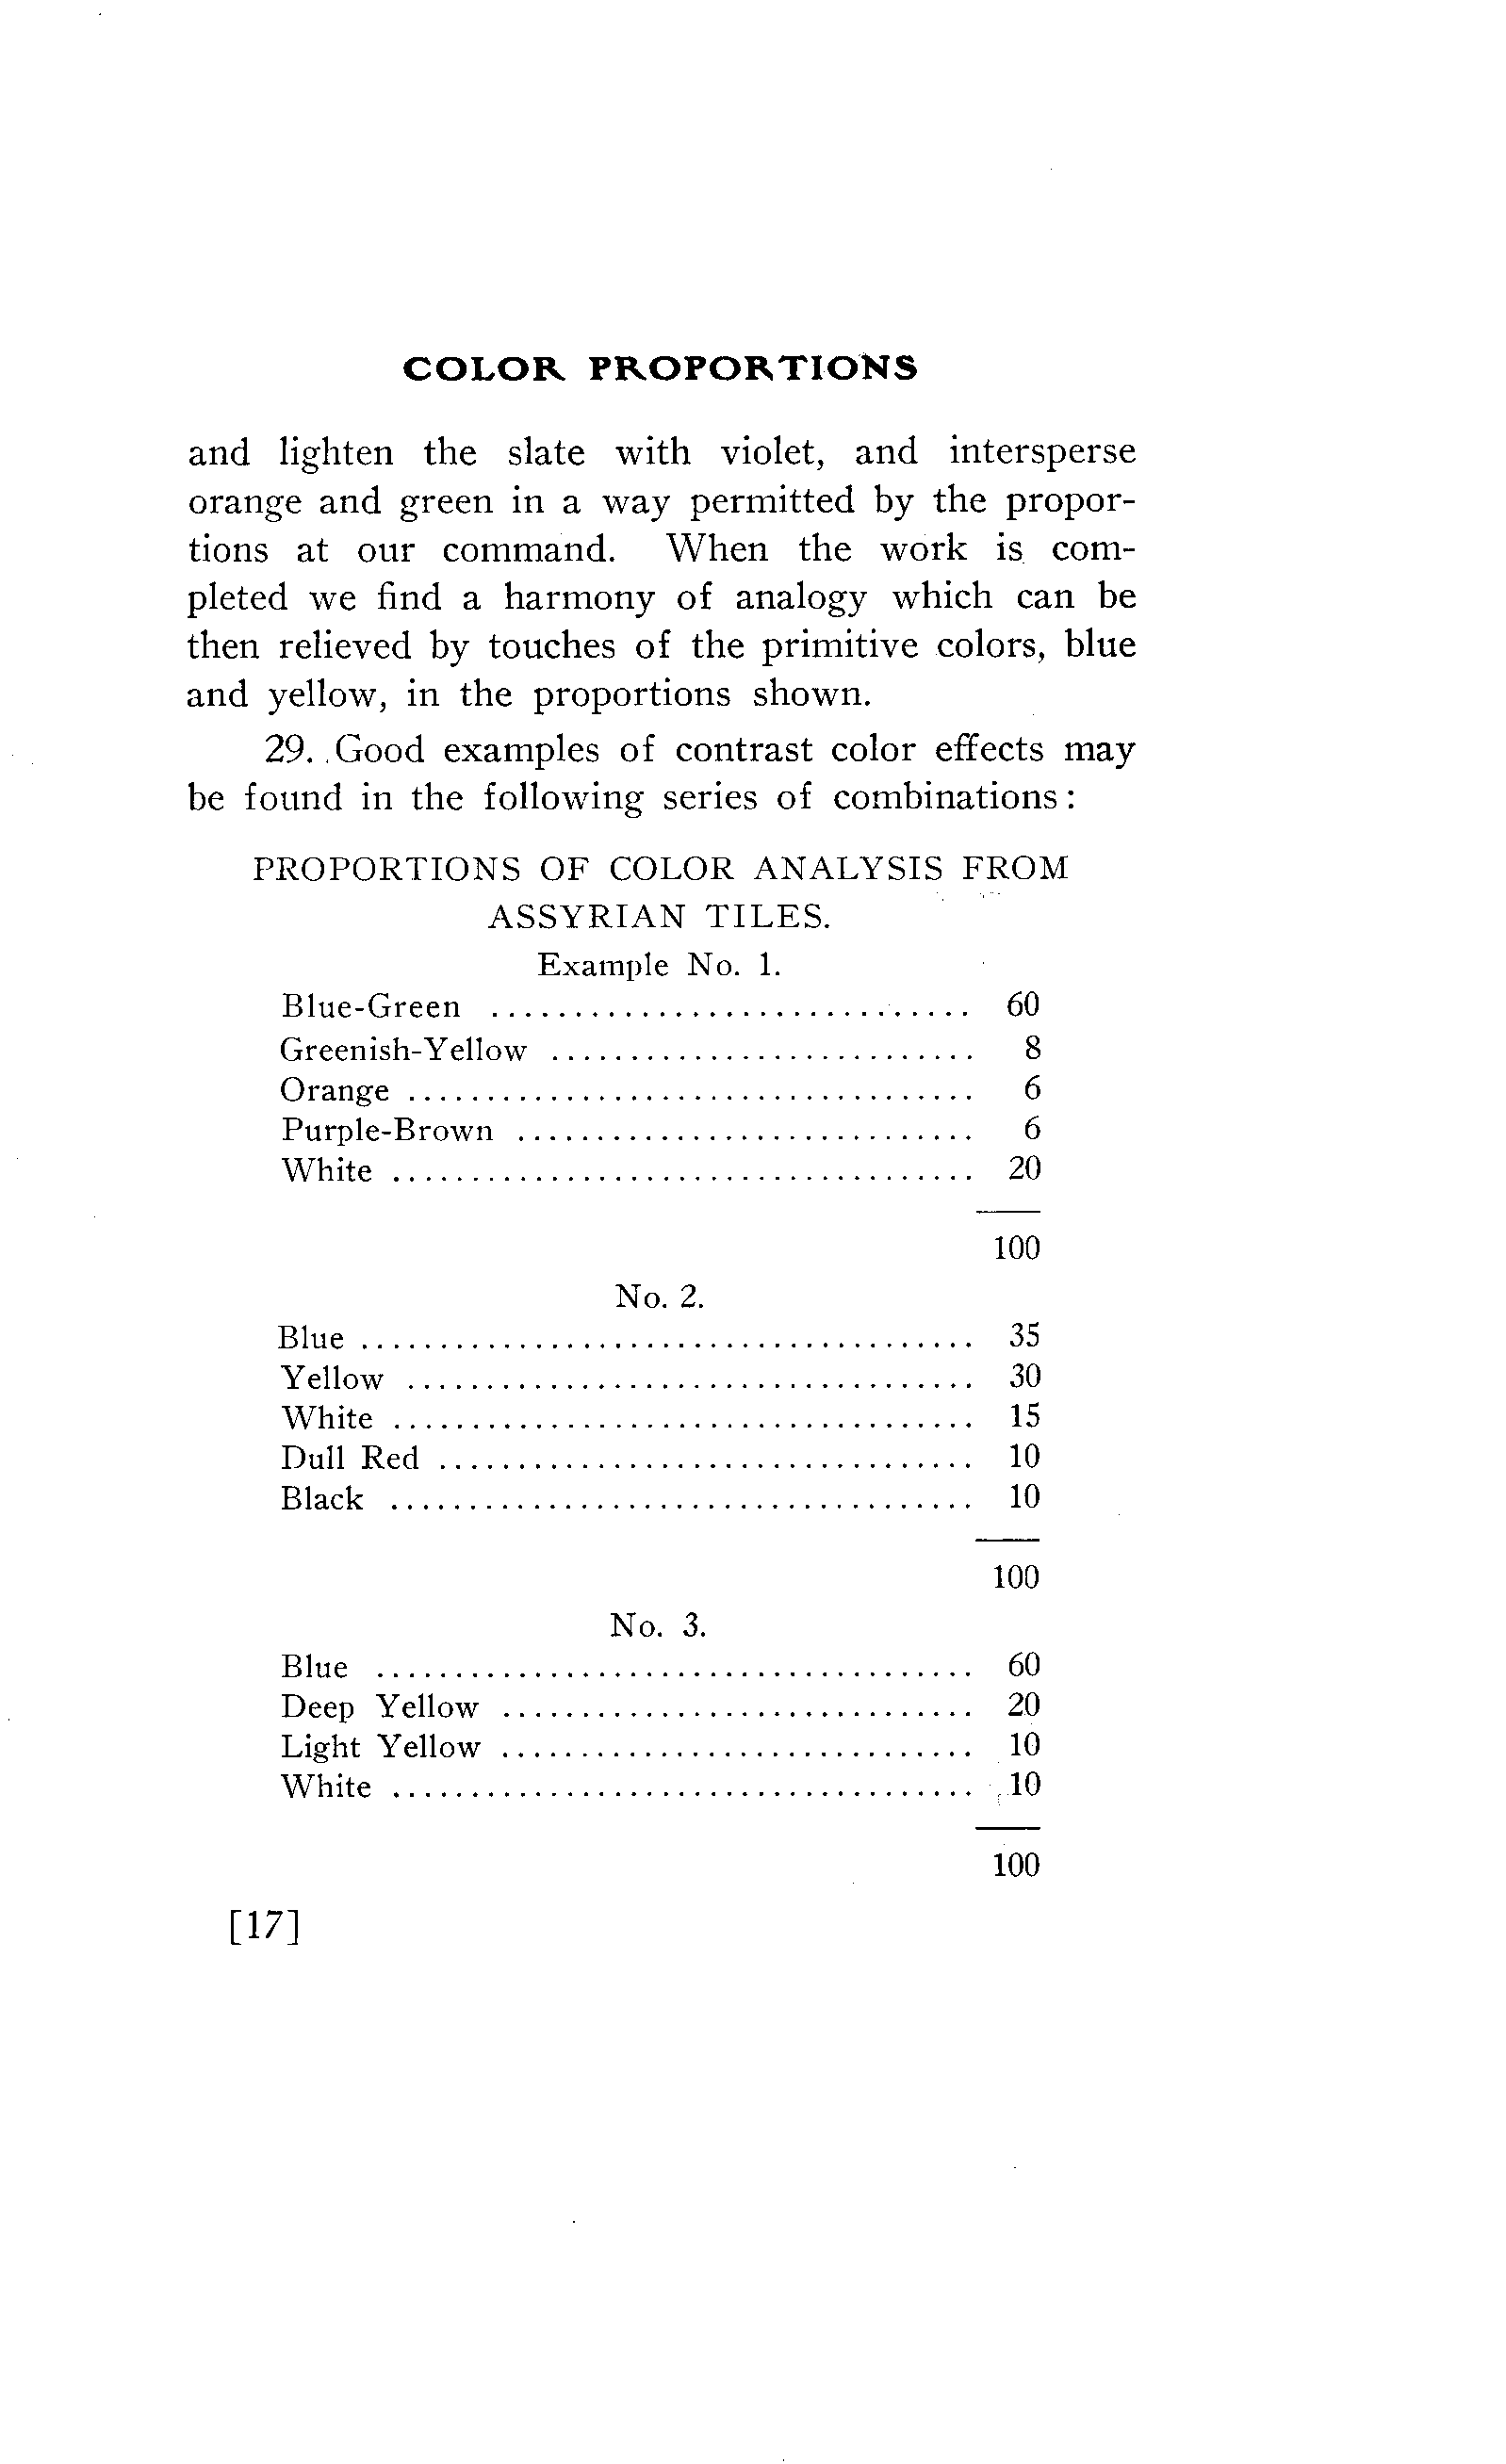 COLOR PROPORTIONS
and lighten the slate with violet, and intersperse
orange and green in a way permitted by the propor-
tions at our command. When the work is com-
pleted we find a harmony of analogy which can be
then relieved by touches of the primitive colors, blue
and yellow, in the proportions shown.
29. Good examples of contrast color effects may
be found in the following series of combinations:
PROPORTIONS OF COLOR ANALYSIS FROM
ASSYRIAN TILES.
Example No. 1.
Blue-Green .............................. 60
Greenish-Yellow ........................... 8
Orange .................................... 6
Purple-Brown ............................. 6
White ..................................... 20
100
No. 2.
Blue ....................................... 35
Yellow .................................... 30
White ..................................... 15
Dull Red .................................. 10
Black ..................................... 10
100
No. 3.
Blue ...................................... 60
Deep Yellow .............................. 20
Light Yellow .............................. 10
White ..................................... 10
100
[17]